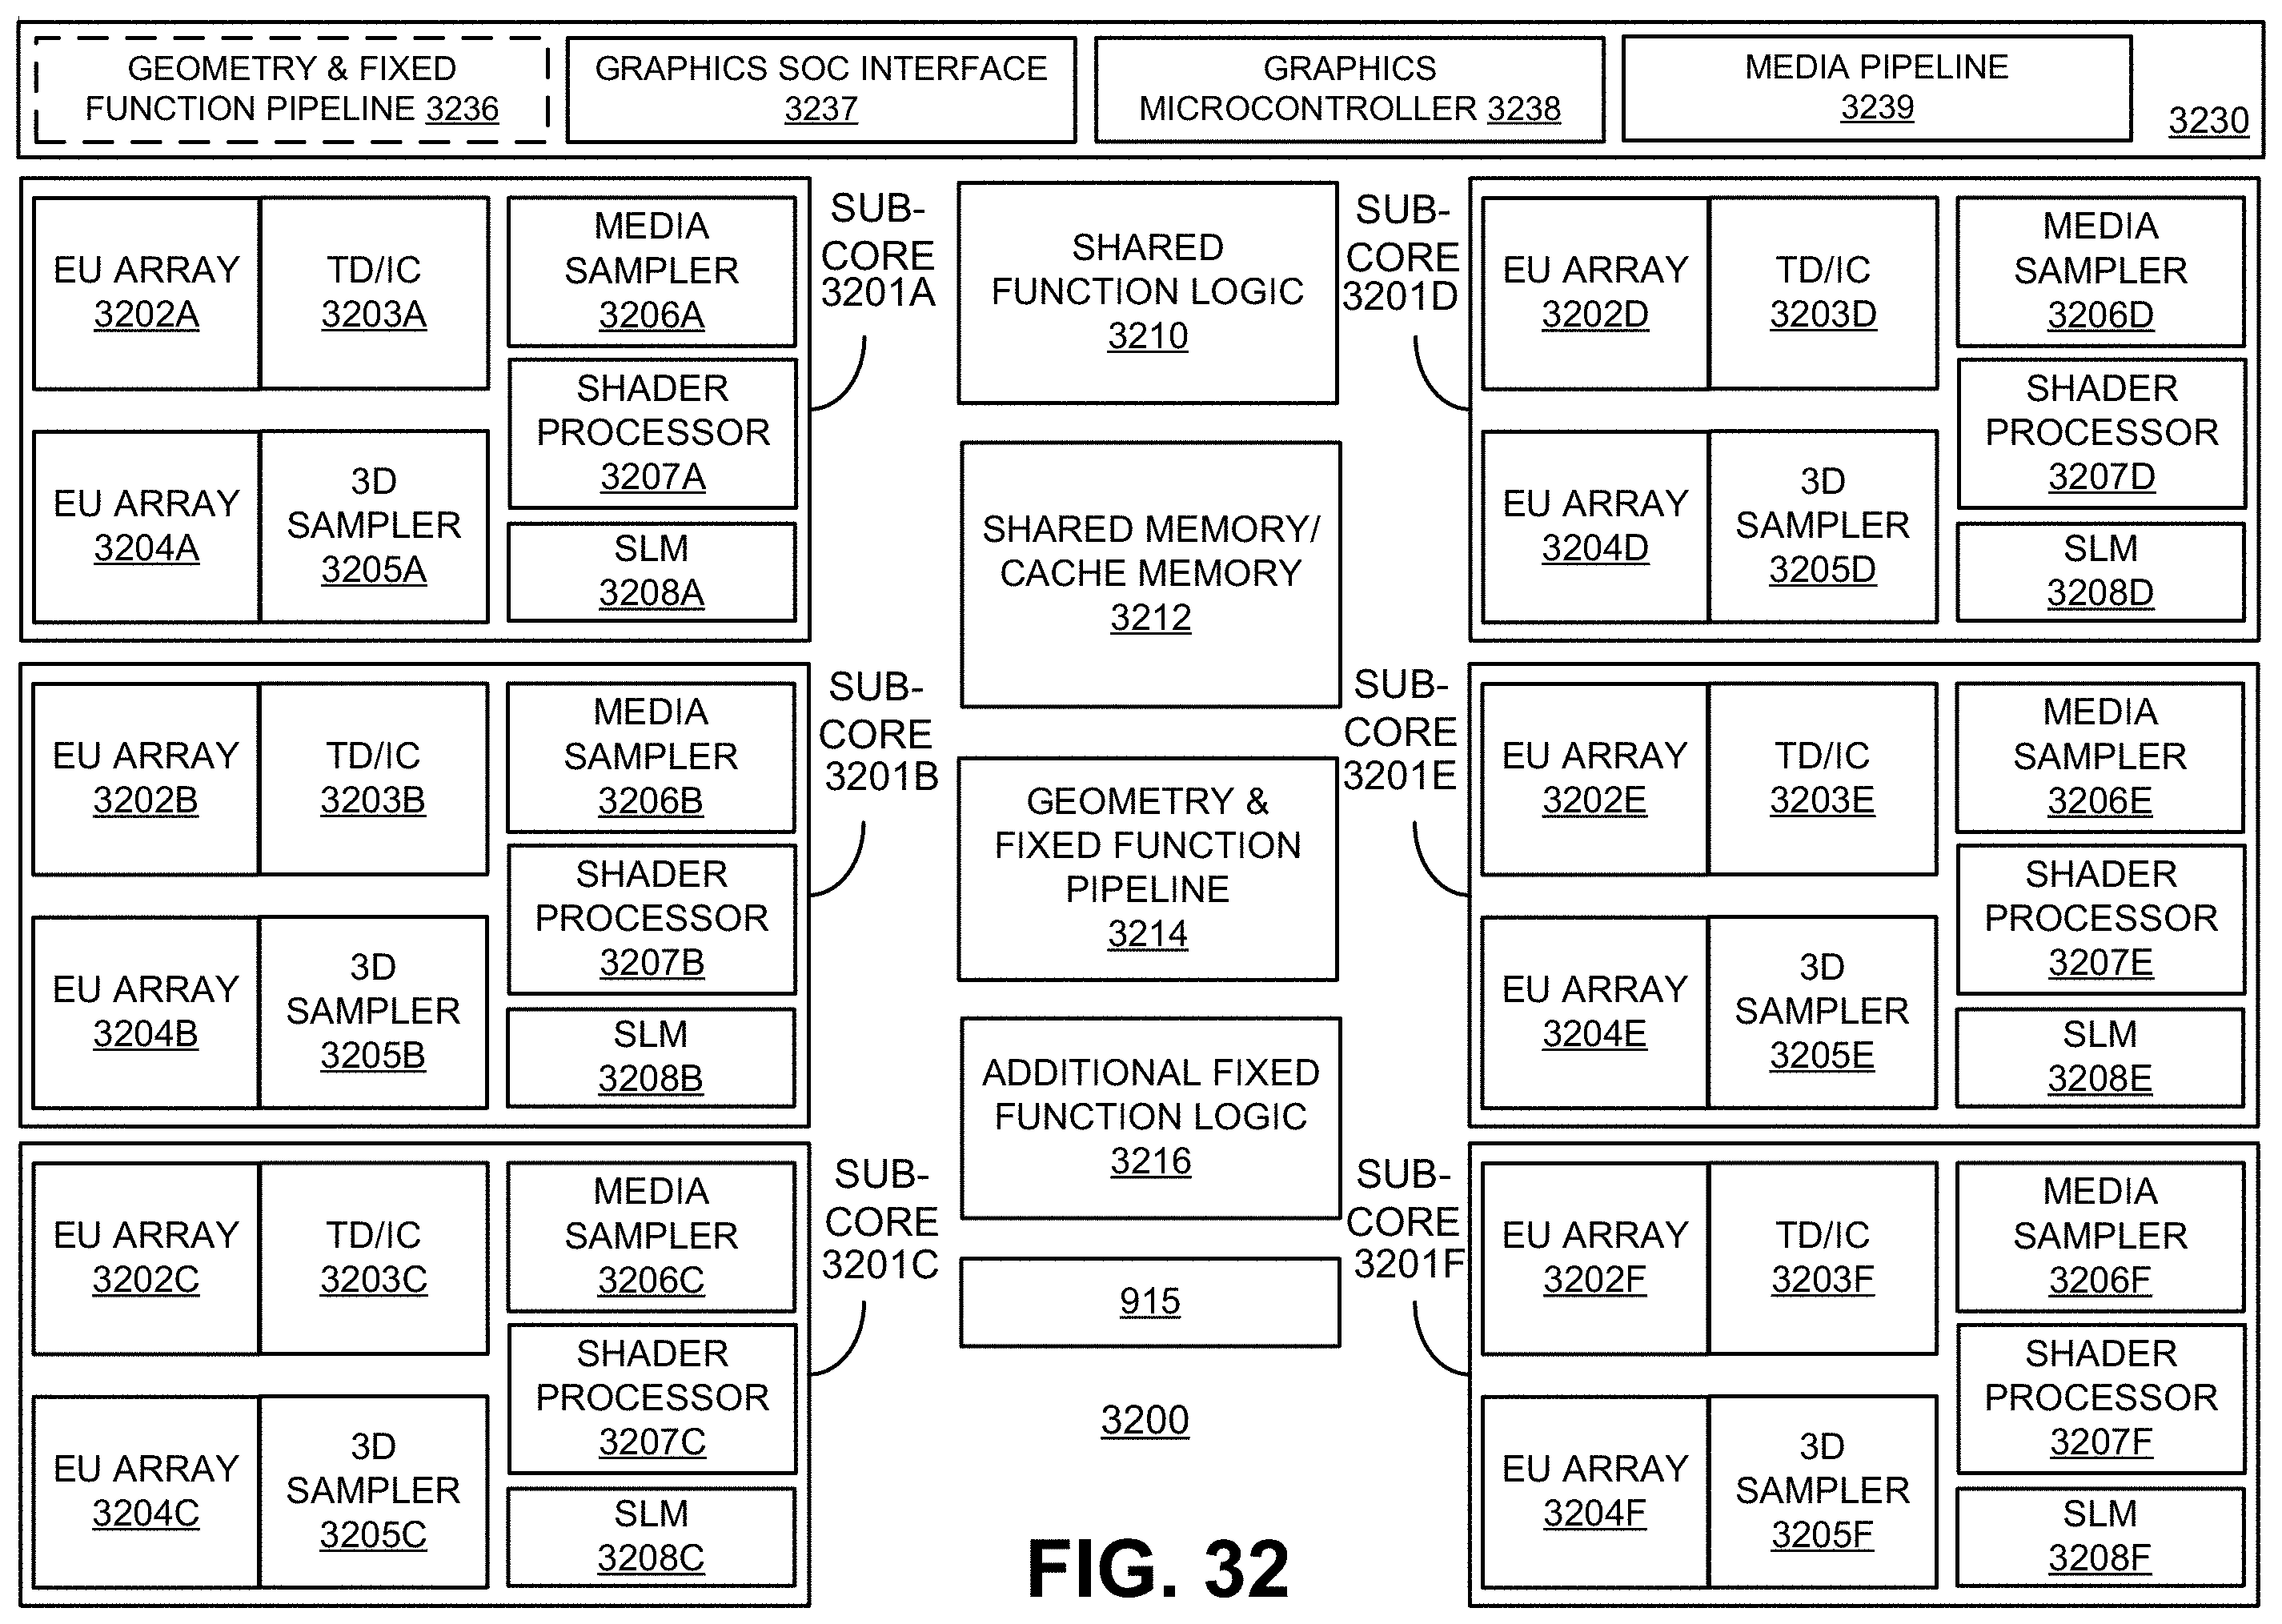 GEOMETRY & FIXED
FUNCTION PIPELINE 3236
GRAPHICS SOC INTERFACE
3237
GRAPHICS
MICROCONTROLLER 3238
MEDIA PIPELINE
3239
3230
EU ARRAY
3202A
TD/IC
3203A
MEDIA
SAMPLER
3206A
SHADER
PROCESSOR
3207A
EU ARRAY
3204A
3D
SAMPLER
3205A
SLM
3208A
SUB-
CORE
3201A
EU ARRAY
3202B
TD/IC
3203B
MEDIA
SAMPLER
3206B
SHADER
PROCESSOR
3207B
EU ARRAY
3204B
3D
SAMPLER
3205B
SLM
3208B
SUB-
CORE
3201B
EU ARRAY
3202C
TD/IC
3203C
MEDIA
SAMPLER
3206C
SHADER
PROCESSOR
3207C
EU ARRAY
3204C
3D
SAMPLER
3205C
SLM
3208C
SUB-
CORE
3201C
SHARED
FUNCTION LOGIC
3210
SHARED MEMORY/
CACHE MEMORY
3212
GEOMETRY &
FIXED FUNCTION
PIPELINE
3214
ADDITIONAL FIXED
FUNCTION LOGIC
3216
915
3200
SUB-
CORE
3201D
EU ARRAY
3202D
TD/IC
3203D
MEDIA
SAMPLER
3206D
SHADER
PROCESSOR
3207D
EU ARRAY
3204D
3D
SAMPLER
3205D
SLM
3208D
SUB-
CORE
3201E
EU ARRAY
3202E
TD/IC
3203E
MEDIA
SAMPLER
3206E
SHADER
PROCESSOR
3207E
EU ARRAY
3204E
3D
SAMPLER
3205E
SLM
3208E
SUB-
CORE
3201F
EU ARRAY
3202F
TD/IC
3203F
MEDIA
SAMPLER
3206F
SHADER
PROCESSOR
3207F
EU ARRAY
3204F
3D
SAMPLER
3205F
SLM
3208F
FIG. 32